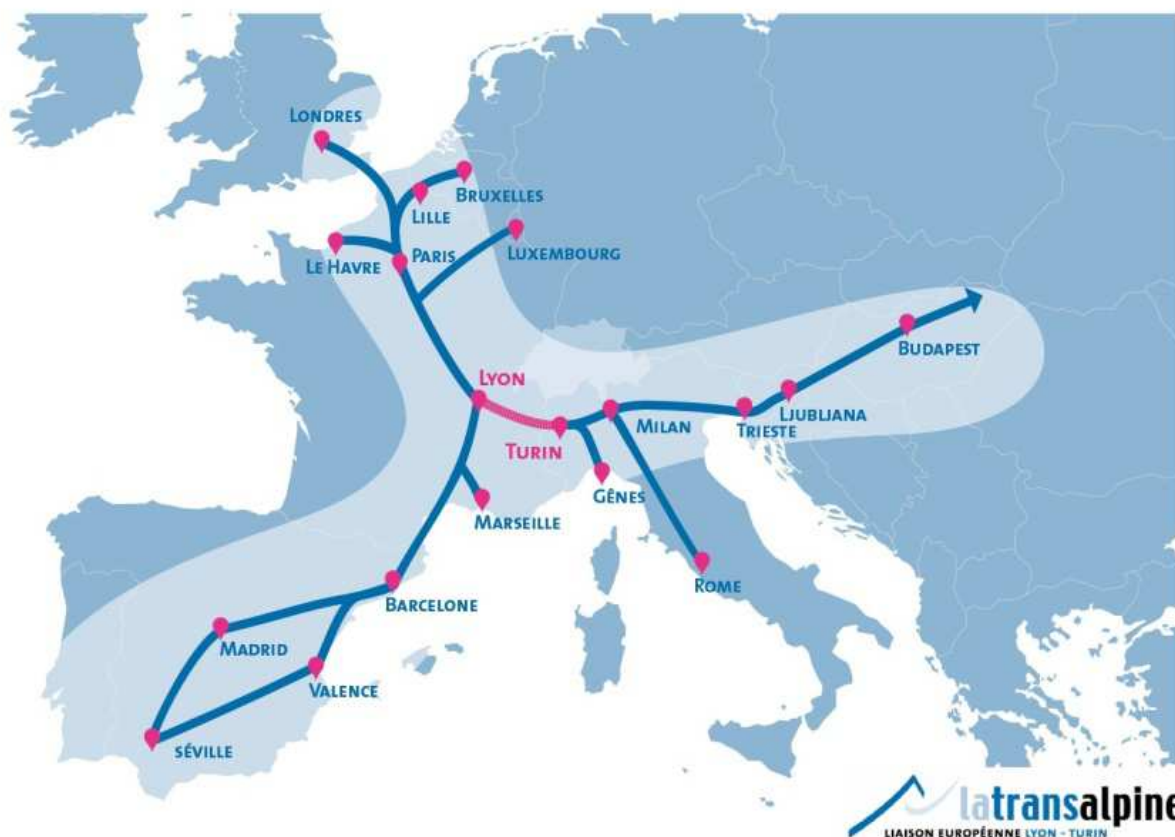 LONDRES
BRUXELLES
LILLE
LUXEMBOURG
LE HAVRE
PARIS
BUDAPEST
LYON
LJUBLJANA
MILAN
TRIESTE
TURIN
GÊNES
MARSEILLE
ROME
BARCELONE
MADRID
VALENCE
SÉVILLE
latransalpine
LIAISON EUROPÉENNE LYON - TURIN